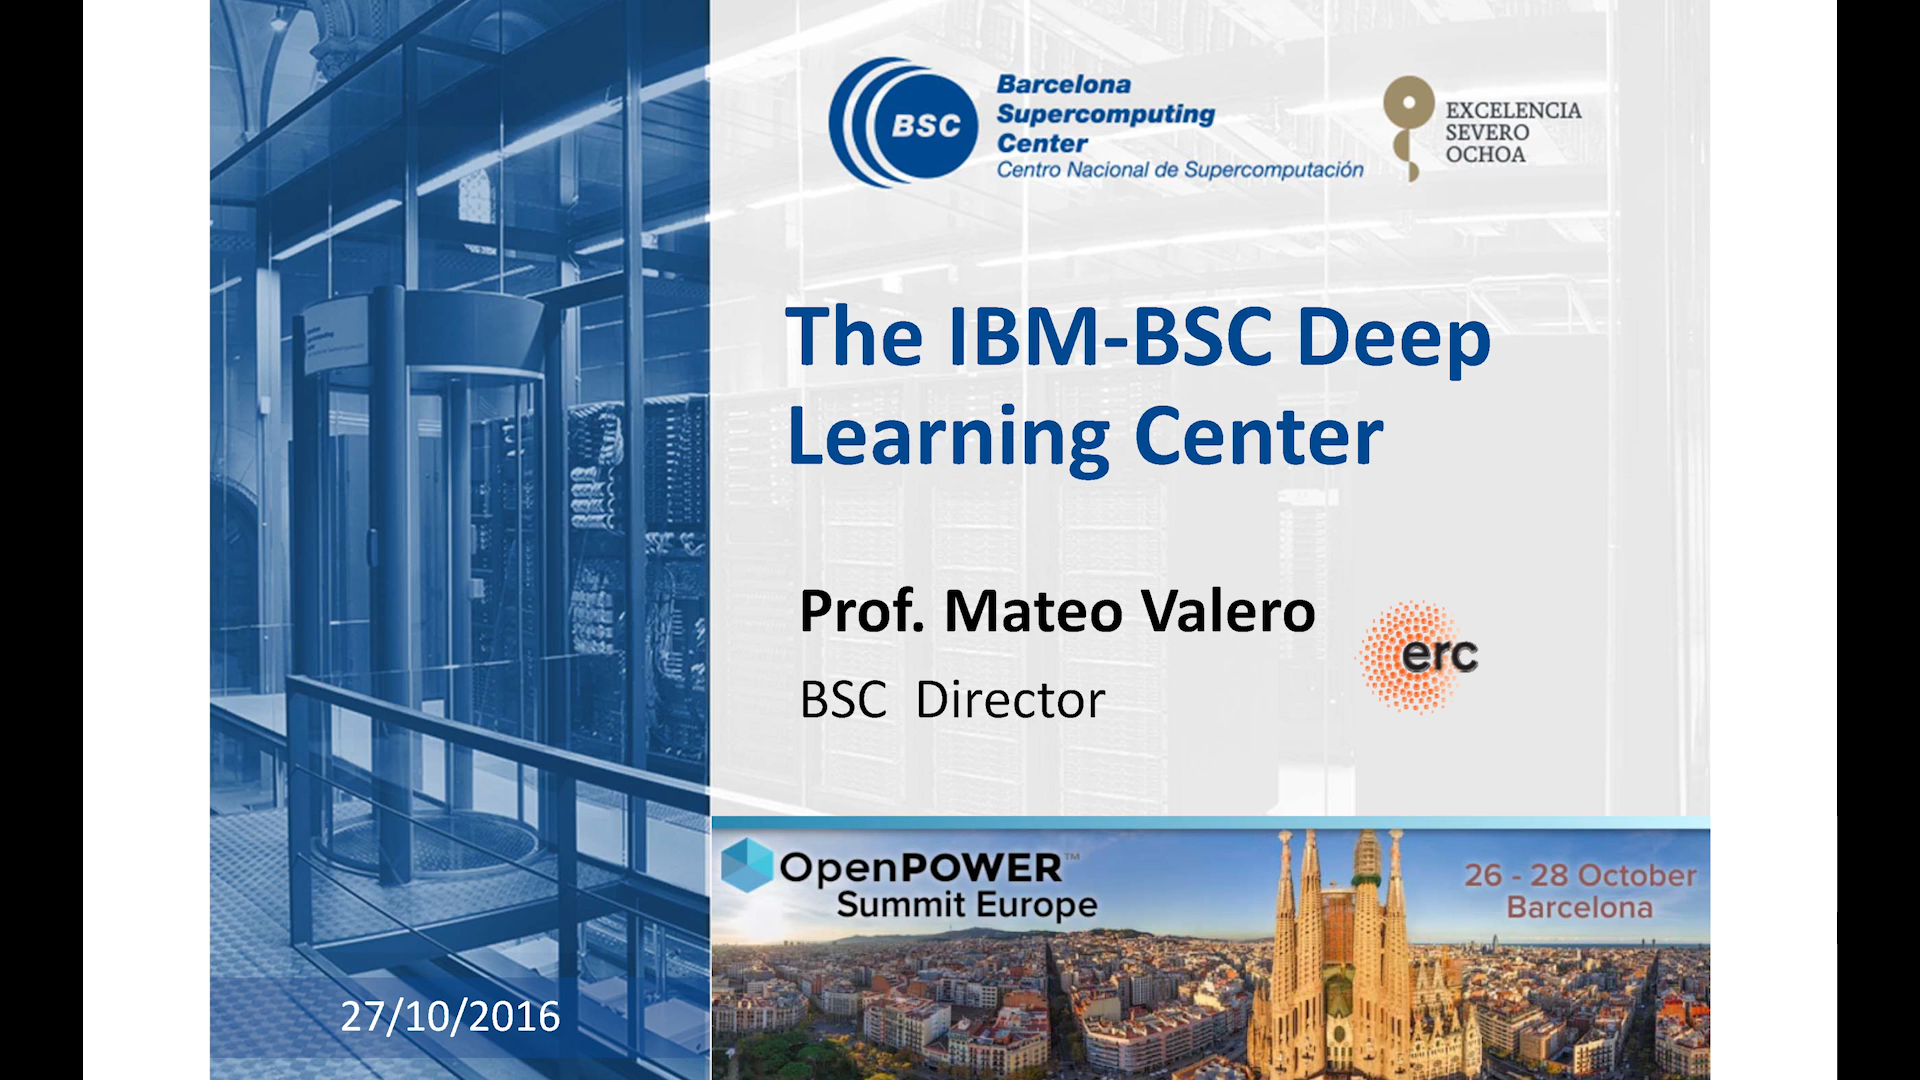 BSC
Barcelona
Supercomputing
Center
Centro Nacional de Supercomputación
EXCELENCIA
SEVERO
OCHOA
The IBM-BSC Deep
Learning Center
Prof. Mateo Valero
BSC Director
erc
OpenPOWER™
Summit Europe
26 - 28 October
Barcelona
27/10/2016